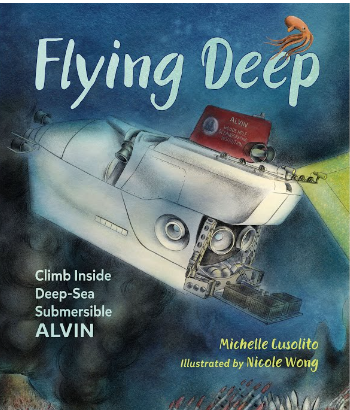 Flying Deep
ALVIN
Climb Inside
Deep-Sea
Submersible
ALVIN
Michelle Cusolito
Illustrated by Nicole Wong